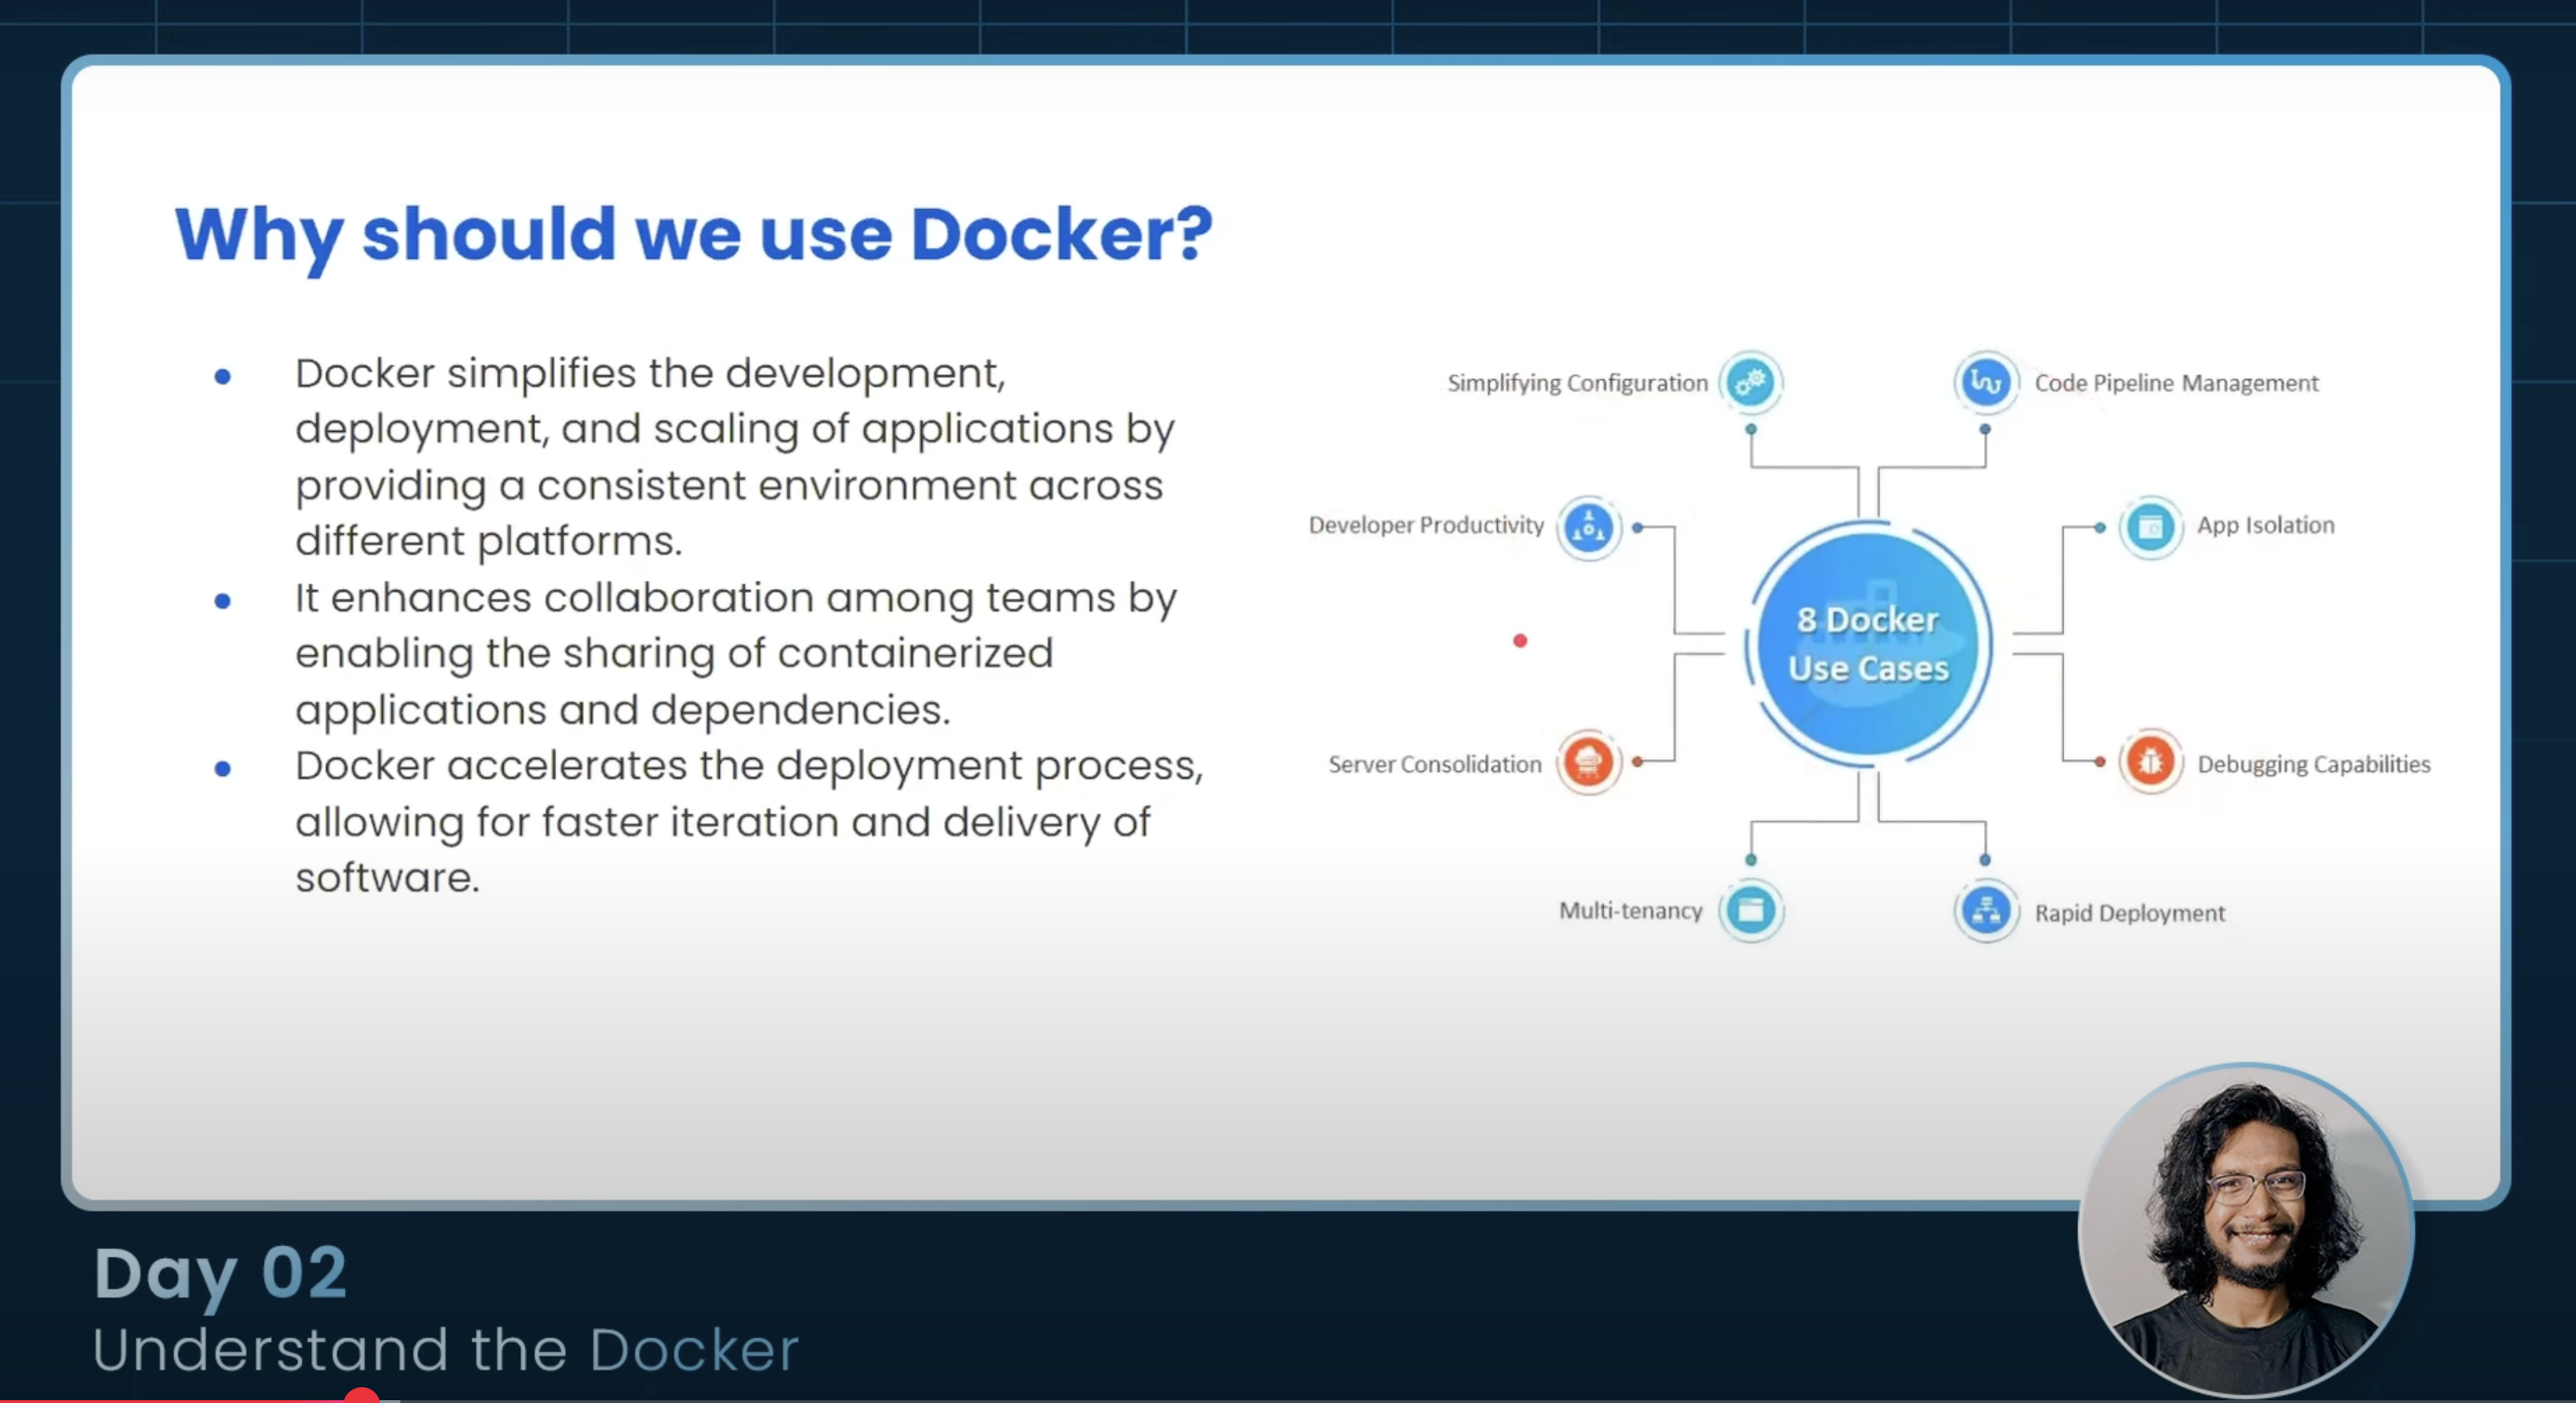 Why should we use Docker?
Docker simplifies the development,
deployment, and scaling of applications by
providing a consistent environment across
different platforms.
It enhances collaboration among teams by
enabling the sharing of containerized
applications and dependencies.
Docker accelerates the deployment process,
allowing for faster iteration and delivery of
software.
Simplifying Configuration
Code Pipeline Management
Developer Productivity
App Isolation
8 Docker
Use Cases
Server Consolidation
Debugging Capabilities
Multi-tenancy
Rapid Deployment
Day 02
Understand the Docker